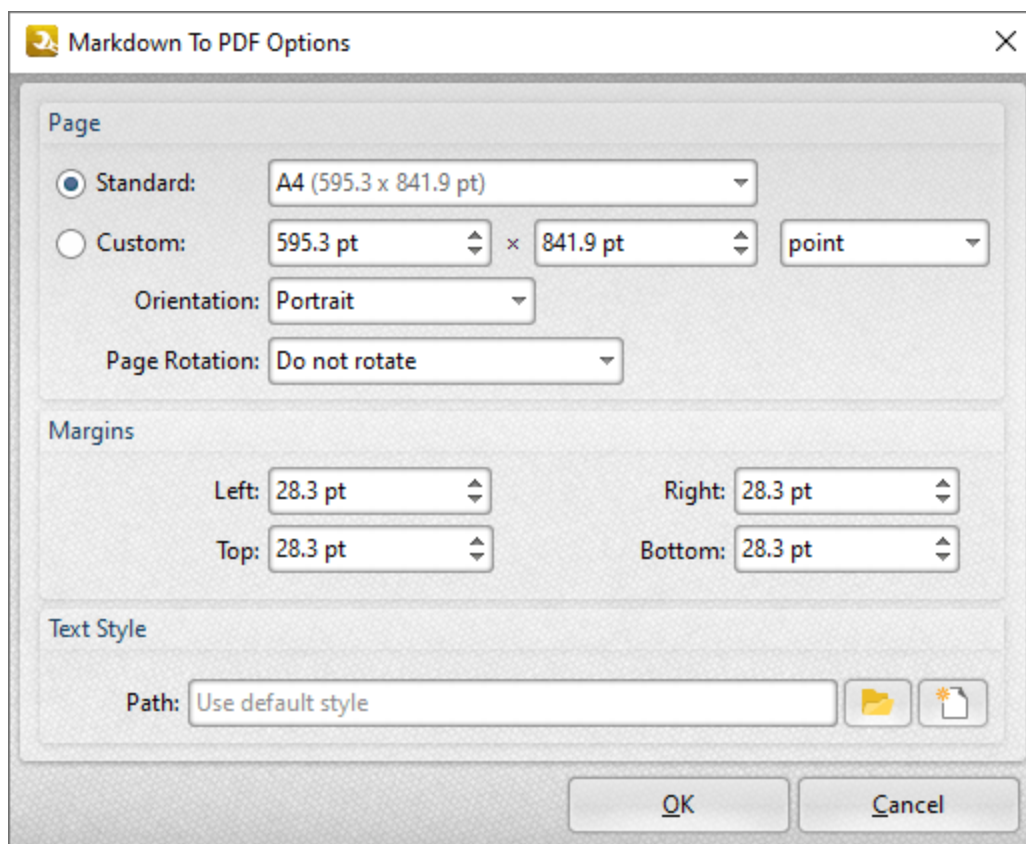 Markdown To PDF Options
Page
Standard: A4 (595.3 x 841.9 pt)
Custom: 595.3 pt × 841.9 pt point
Orientation: Portrait
Page Rotation: Do not rotate
Margins
Left: 28.3 pt Right: 28.3 pt
Top: 28.3 pt Bottom: 28.3 pt
Text Style
Path: Use default style
OK Cancel